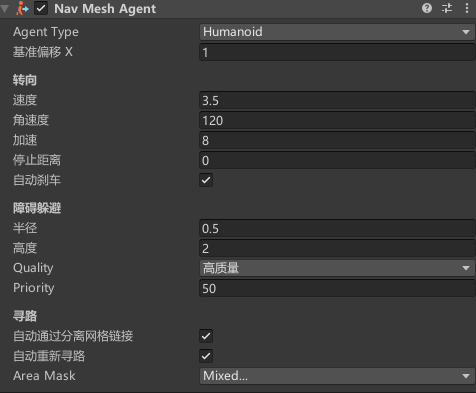 Nav Mesh Agent
Agent Type Humanoid
基准偏移 X 1
转向
速度 3.5
角速度 120
加速 8
停止距离 0
自动刹车
障碍躲避
半径 0.5
高度 2
Quality 高质量
Priority 50
寻路
自动通过分离网格链接
自动重新寻路
Area Mask Mixed...